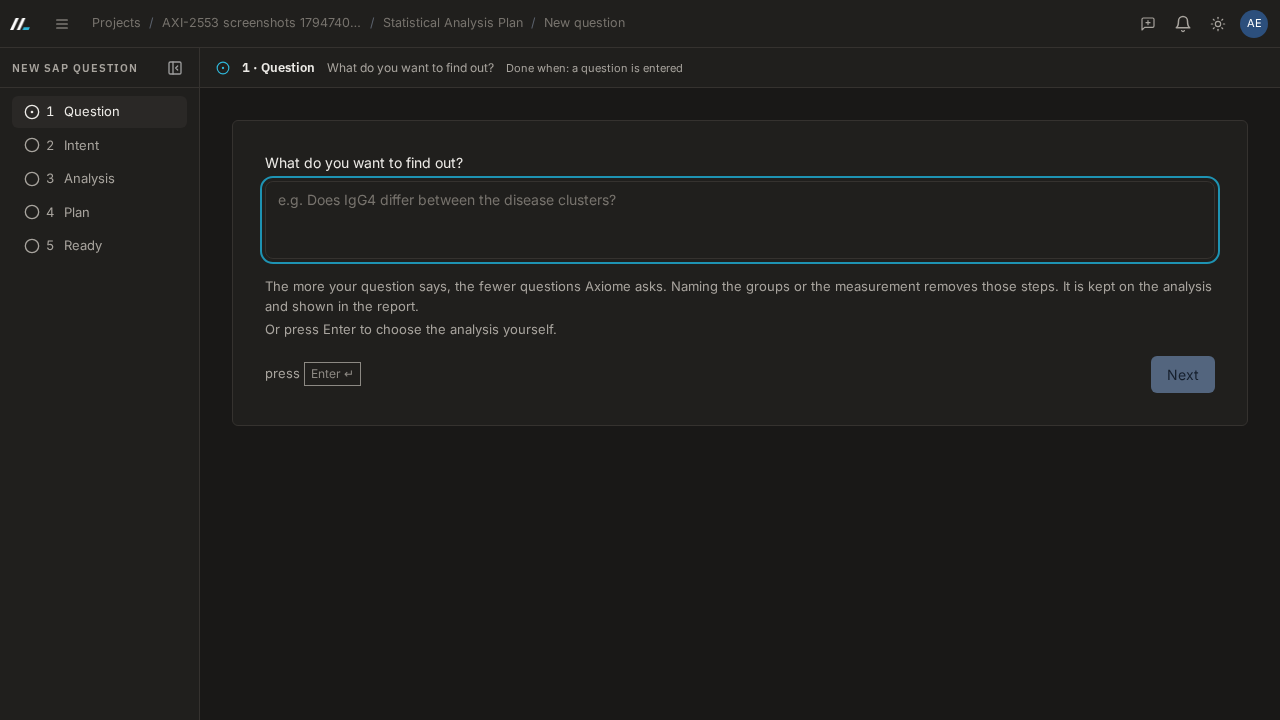 Projects / AXI-2553 screenshots 1794740... / Statistical Analysis Plan / New question
AE
NEW SAP QUESTION
1 · Question What do you want to find out? Done when: a question is entered
1 Question
2 Intent
3 Analysis
4 Plan
5 Ready
What do you want to find out?
e.g. Does IgG4 differ between the disease clusters?
The more your question says, the fewer questions Axiome asks. Naming the groups or the measurement removes those steps. It is kept on the analysis
and shown in the report.
Or press Enter to choose the analysis yourself.
press Enter ↵
Next